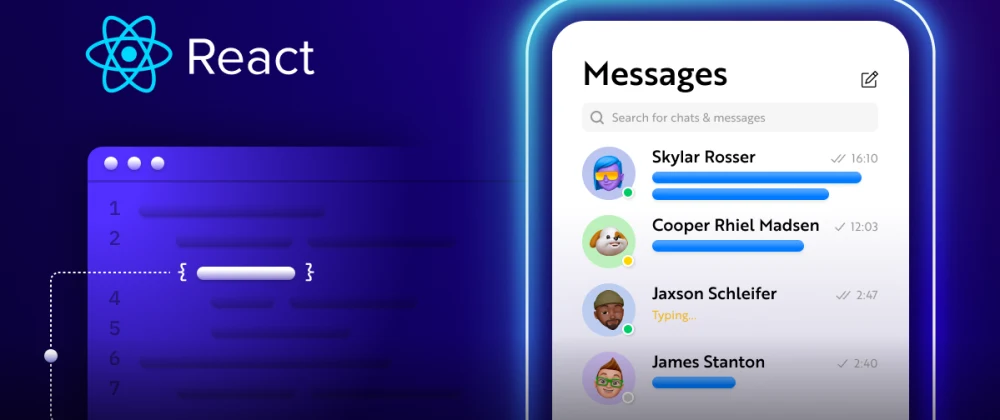 React
1
2
{ }
4
5
6
7
Messages
Search for chats & messages
Skylar Rosser 16:10
Cooper Rhiel Madsen 12:03
Jaxson Schleifer 2:47
Typing...
James Stanton 2:40